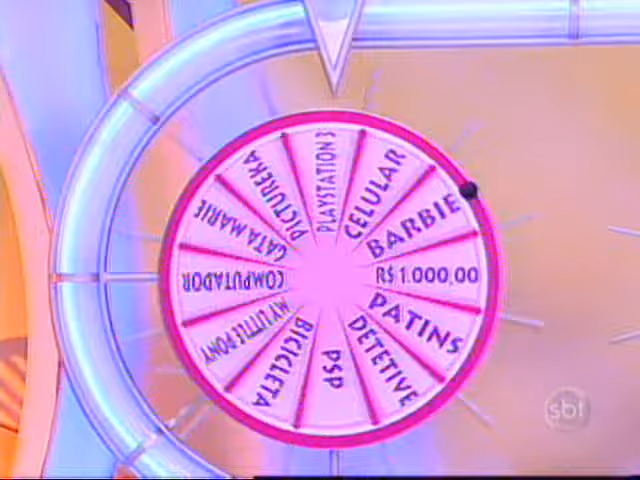 PLAYSTATION 3
CELULAR
BARBIE
R$ 1.000,00
PATINS
DETETIVE
PSP
BICICLETA
MY LITTLE PONY
COMPUTADOR
GATA MARIE
PICTUREKA
sbt